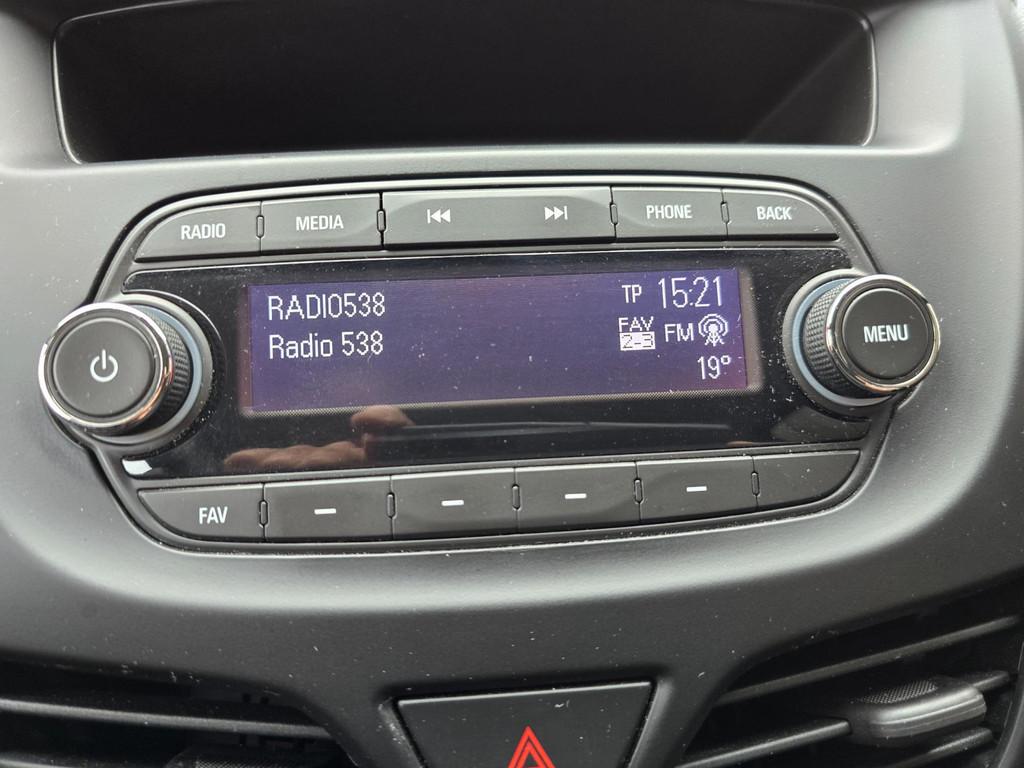 RADIO MEDIA PHONE BACK
RADIO538 TP 15:21
Radio 538 FAV 2-3 FM
19°
MENU
FAV